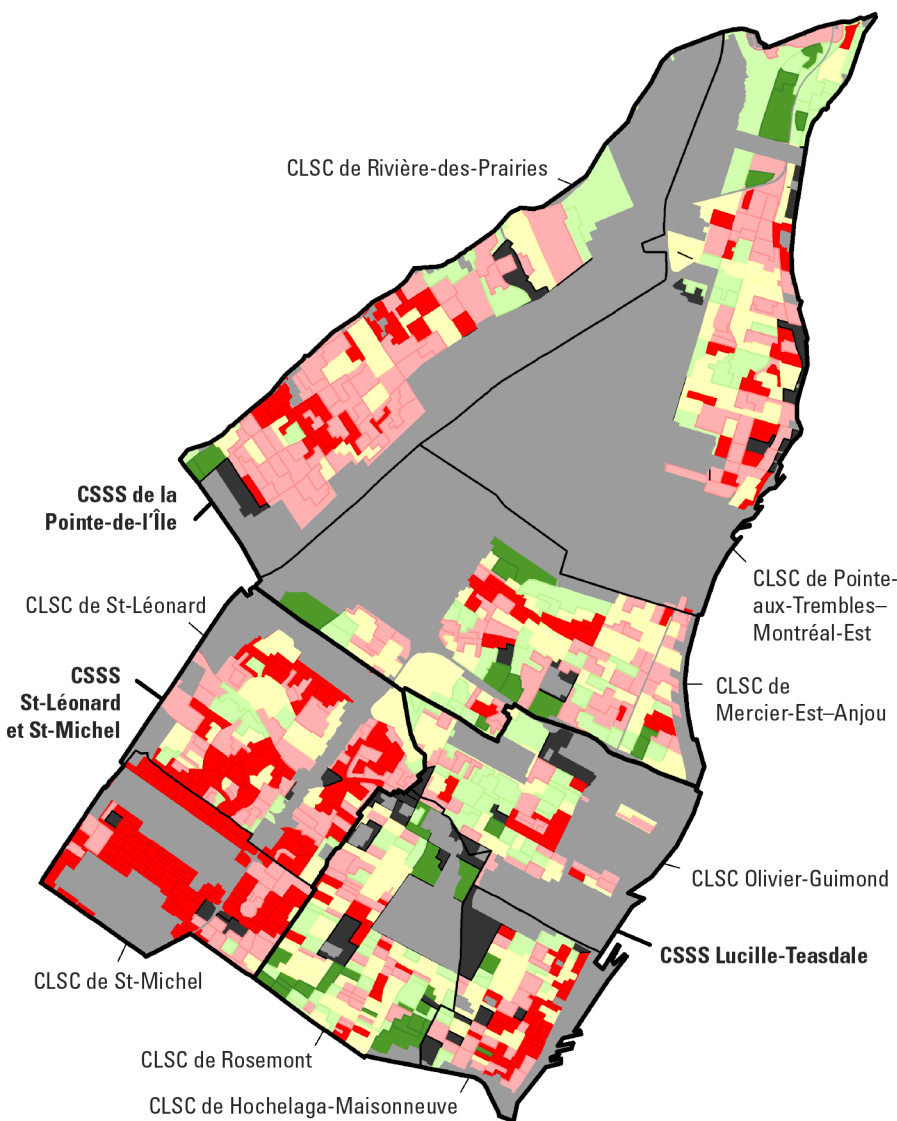 CLSC de Rivière-des-Prairies
CSSS de la
Pointe-de-l'Île
CLSC de Pointe-
aux-Trembles–
Montréal-Est
CLSC de St-Léonard
CSSS
St-Léonard
et St-Michel
CLSC de
Mercier-Est–Anjou
CLSC Olivier-Guimond
CSSS Lucille-Teasdale
CLSC de St-Michel
CLSC de Rosemont
CLSC de Hochelaga-Maisonneuve